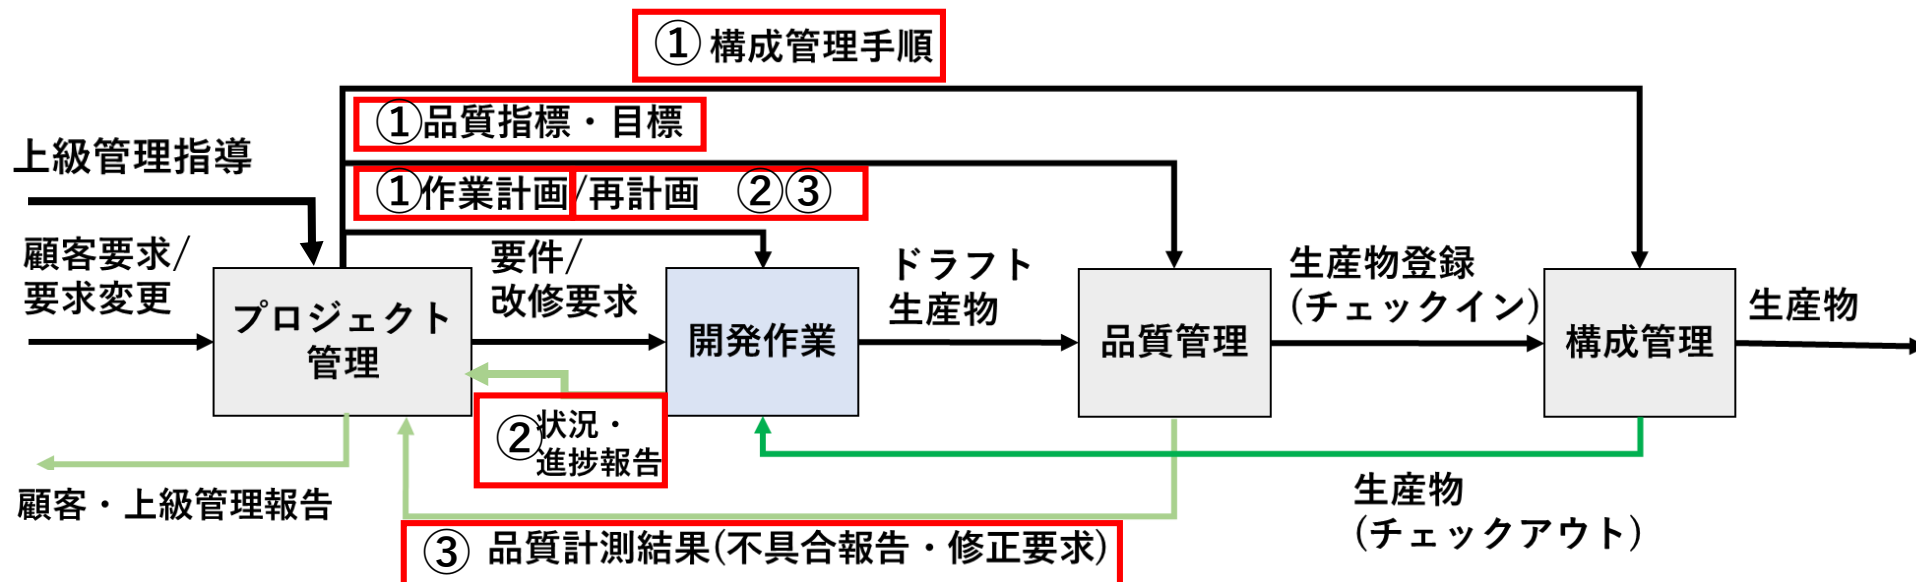 ① 構成管理手順
①品質指標・目標
上級管理指導
①作業計画/再計画 ②③
顧客要求/
要求変更
要件/
改修要求
ドラフト
生産物
生産物登録
(チェックイン)
生産物
プロジェクト
管理
開発作業
品質管理
構成管理
②状況・
進捗報告
顧客・上級管理報告
生産物
(チェックアウト)
③ 品質計測結果(不具合報告・修正要求)